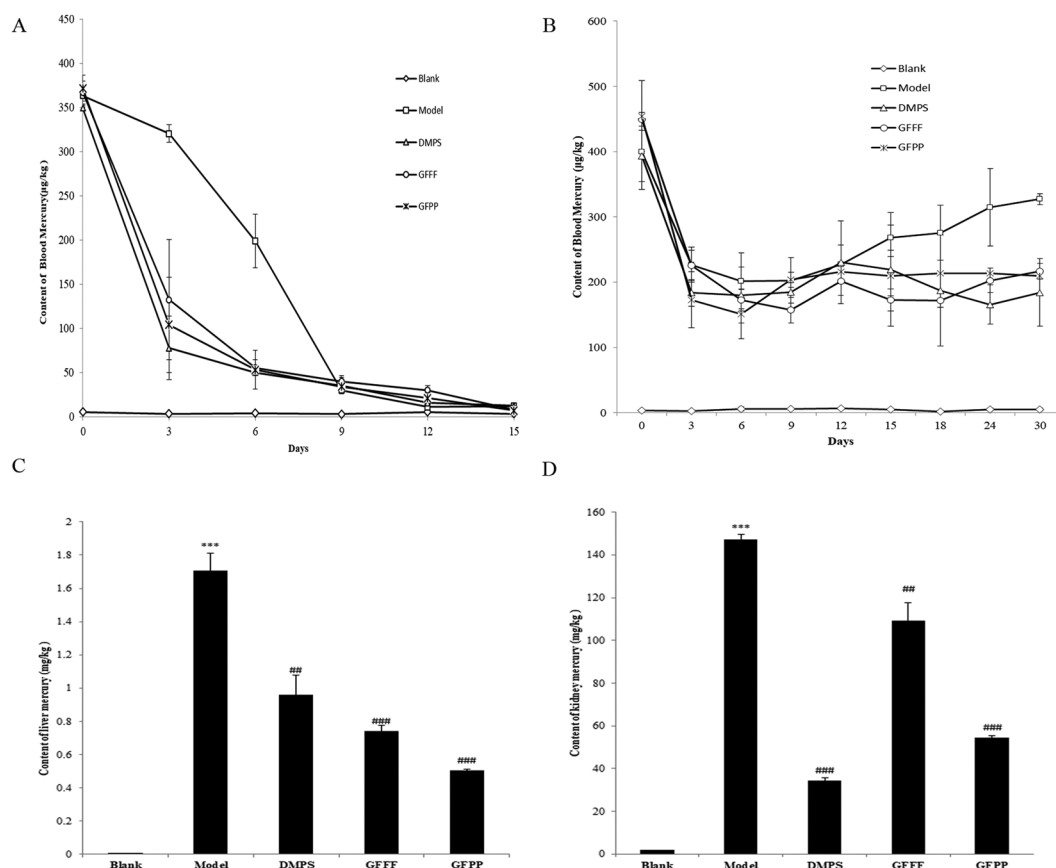 A
450
400
350
300
250
200
150
100
50
0
Content of Blood Mercury(μg/kg)
0 3 6 9 12 15
Days
Blank
Model
DMPS
GFFF
GFPP
B
600
500
400
300
200
100
0
Content of Blood Mercury (μg/kg)
0 3 6 9 12 15 18 24 30
Days
Blank
Model
DMPS
GFFF
GFPP
C
2
1.8
1.6
1.4
1.2
1
0.8
0.6
0.4
0.2
0
Content of liver mercury (mg/kg)
***
##
###
###
Blank Model DMPS GFFF GFPP
D
160
140
120
100
80
60
40
20
0
Content of kidney mercury (mg/kg)
***
###
##
###
Blank Model DMPS GFFF GFPP